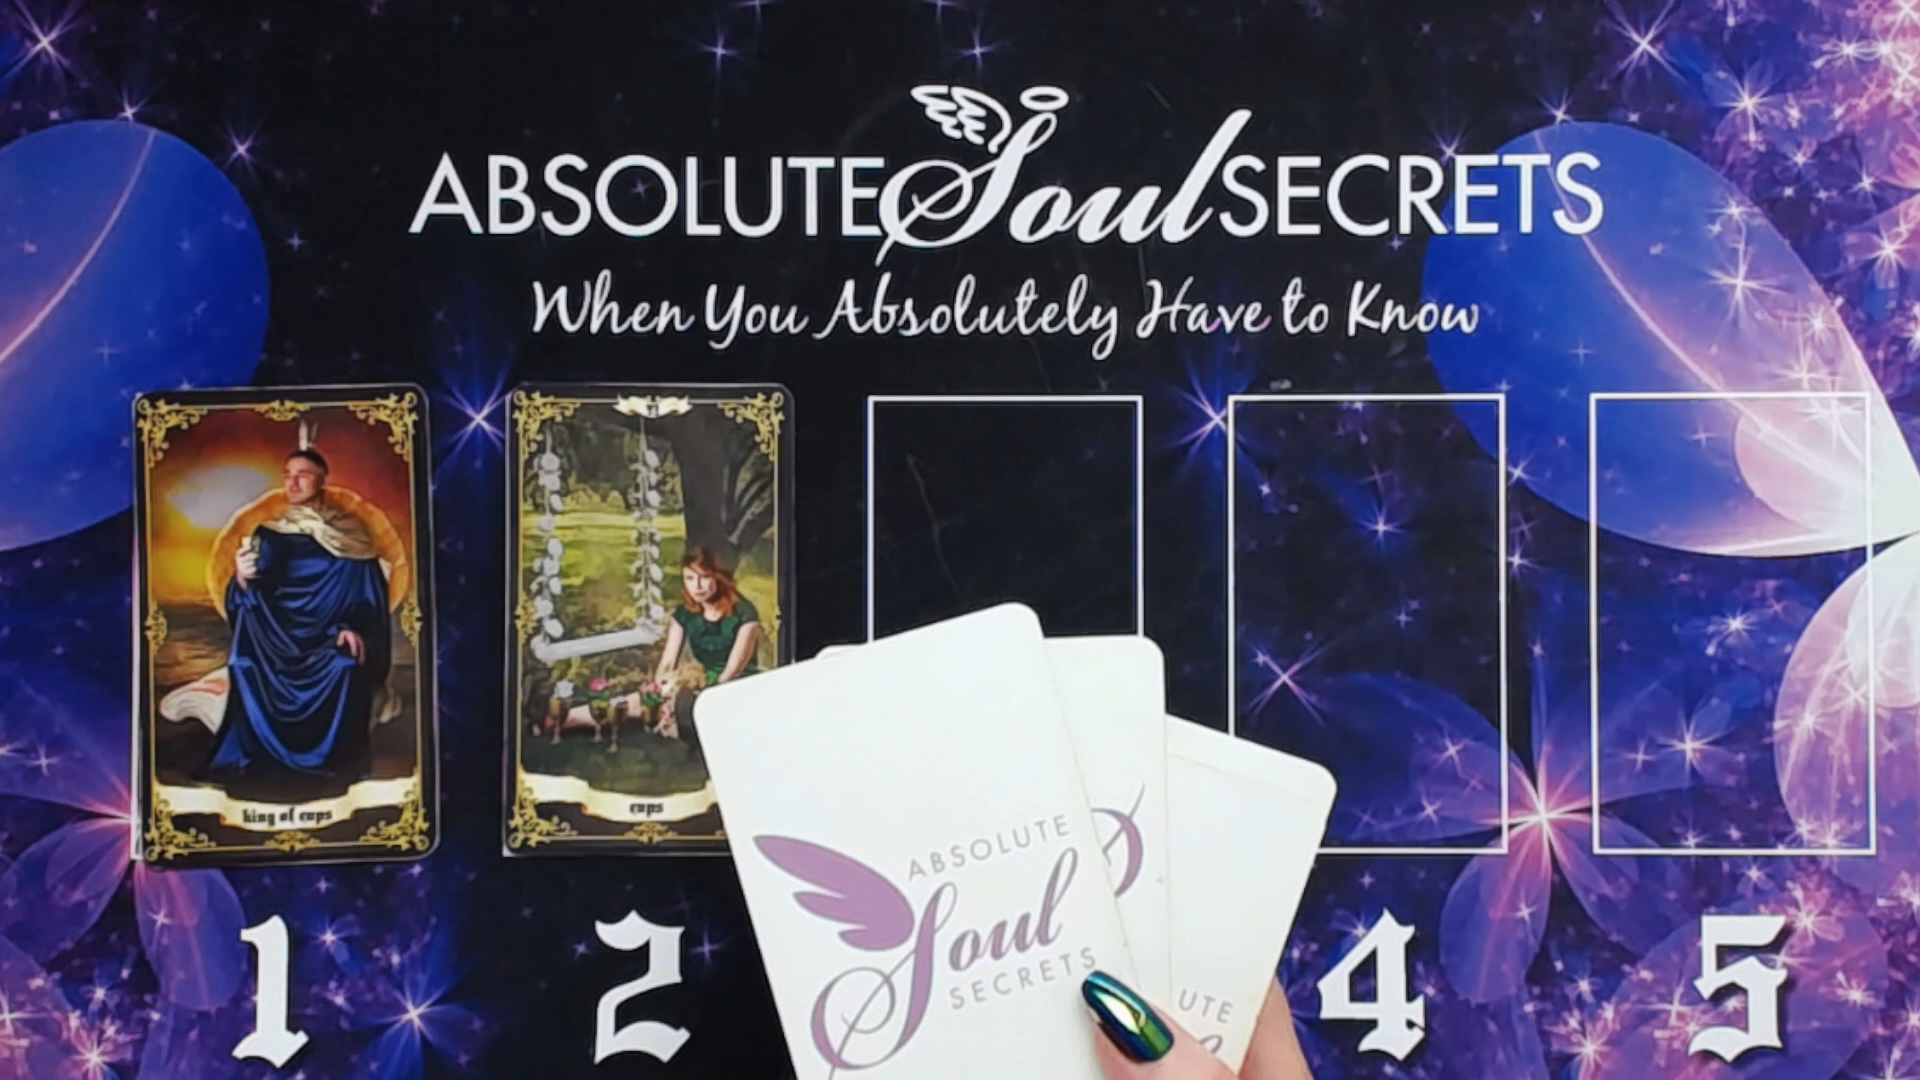 ABSOLUTE Soul SECRETS
When You Absolutely Have to Know
king of cups
cups
ABSOLUTE
Soul
SECRETS
UTE
1
2
4
5